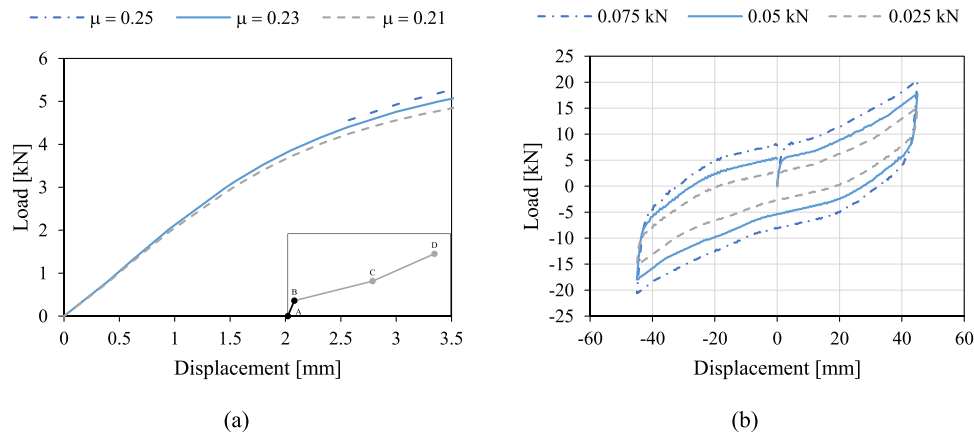 μ = 0.25 μ = 0.23 μ = 0.21
6
5
4
3
2
1
0
Load [kN]
0 0.5 1 1.5 2 2.5 3 3.5
Displacement [mm]
A
B
C
D
(a)
0.075 kN 0.05 kN 0.025 kN
25
20
15
10
5
0
-5
-10
-15
-20
-25
Load [kN]
-60 -40 -20 0 20 40 60
Displacement [mm]
(b)